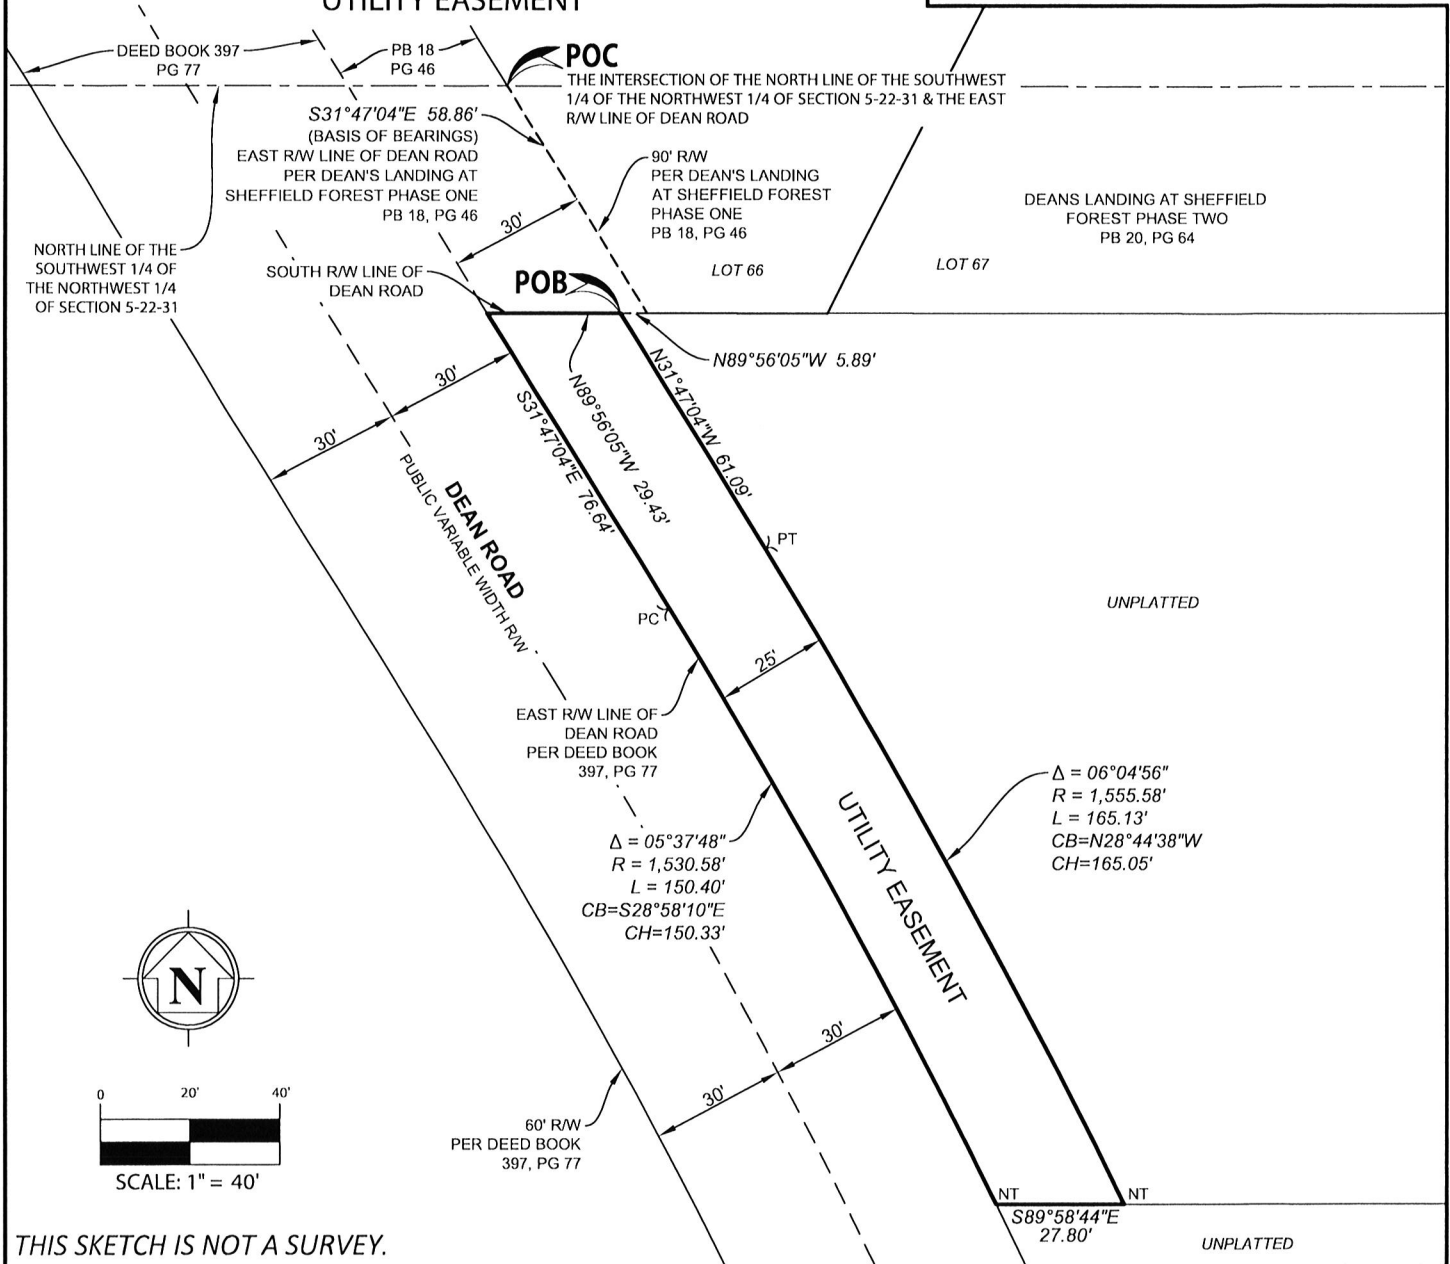 UTILITY EASEMENT
DEED BOOK 397
PG 77
PB 18
PG 46
POC
THE INTERSECTION OF THE NORTH LINE OF THE SOUTHWEST
1/4 OF THE NORTHWEST 1/4 OF SECTION 5-22-31 & THE EAST
R/W LINE OF DEAN ROAD
S31°47'04"E 58.86'
(BASIS OF BEARINGS)
EAST R/W LINE OF DEAN ROAD
PER DEAN'S LANDING AT
SHEFFIELD FOREST PHASE ONE
PB 18, PG 46
90' R/W
PER DEAN'S LANDING
AT SHEFFIELD FOREST
PHASE ONE
PB 18, PG 46
DEANS LANDING AT SHEFFIELD
FOREST PHASE TWO
PB 20, PG 64
30'
NORTH LINE OF THE
SOUTHWEST 1/4 OF
THE NORTHWEST 1/4
OF SECTION 5-22-31
SOUTH R/W LINE OF
DEAN ROAD
POB
LOT 66
LOT 67
N89°56'05"W 5.89'
30'
30'
S31°47'04"E 76.64'
N89°56'05"W 29.43'
N31°47'04"W 61.09'
DEAN ROAD
PUBLIC VARIABLE WIDTH R/W
PT
PC
UNPLATTED
25'
EAST R/W LINE OF
DEAN ROAD
PER DEED BOOK
397, PG 77
Δ = 06°04'56"
R = 1,555.58'
L = 165.13'
CB=N28°44'38"W
CH=165.05'
Δ = 05°37'48"
R = 1,530.58'
L = 150.40'
CB=S28°58'10"E
CH=150.33'
UTILITY EASEMENT
N
30'
30'
0 20' 40'
SCALE: 1" = 40'
60' R/W
PER DEED BOOK
397, PG 77
NT
NT
S89°58'44"E
27.80'
UNPLATTED
THIS SKETCH IS NOT A SURVEY.